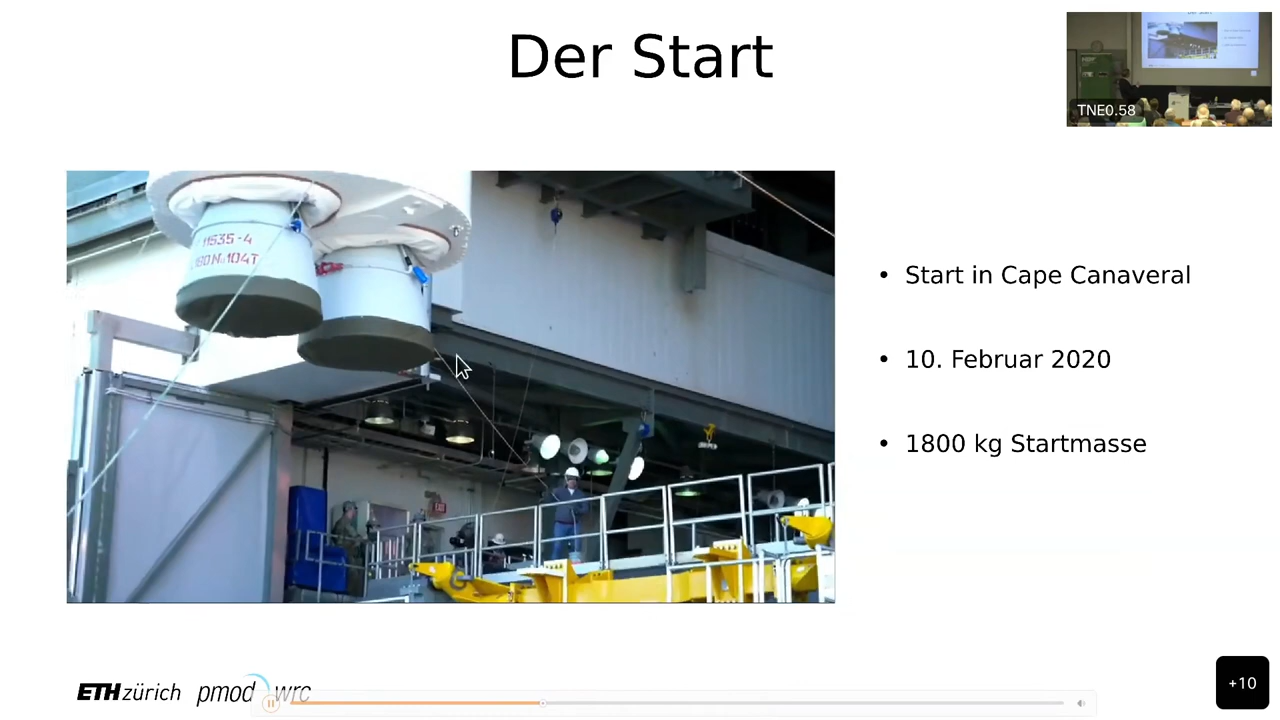 Der Start
TNE0.58
• Start in Cape Canaveral
• 10. Februar 2020
• 1800 kg Startmasse
EXIT
ETH zürich pmod wrc
+10